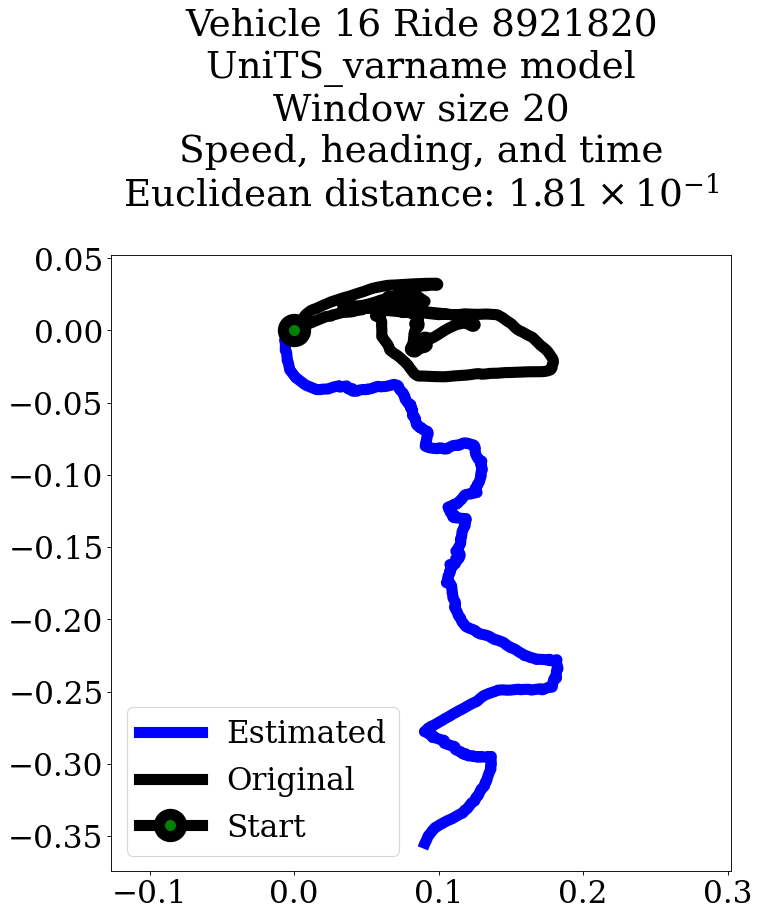 Vehicle 16 Ride 8921820
UniTS_varname model
Window size 20
Speed, heading, and time
Euclidean distance: 1.81 × 10⁻¹
0.05
0.00
−0.05
−0.10
−0.15
−0.20
−0.25
−0.30
−0.35
Estimated
Original
Start
−0.1
0.0
0.1
0.2
0.3